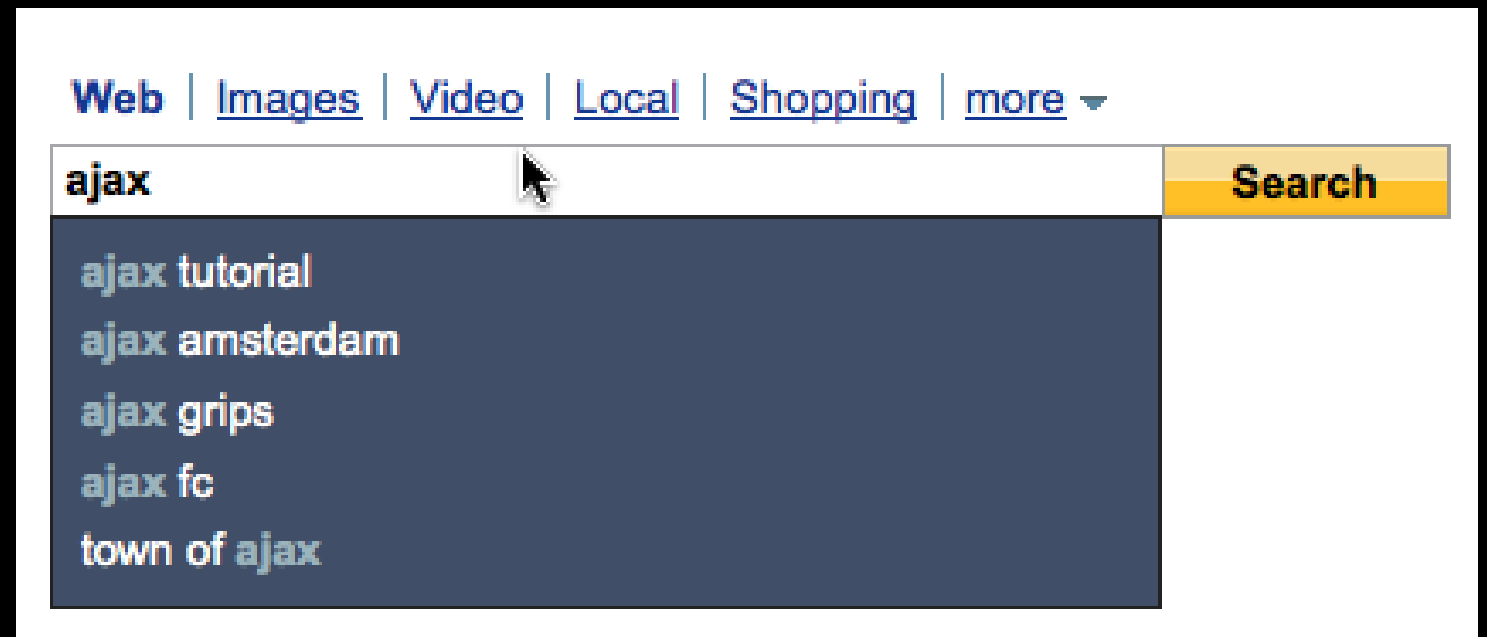 Web Images Video Local Shopping more
ajax Search
ajax tutorial
ajax amsterdam
ajax grips
ajax fc
town of ajax